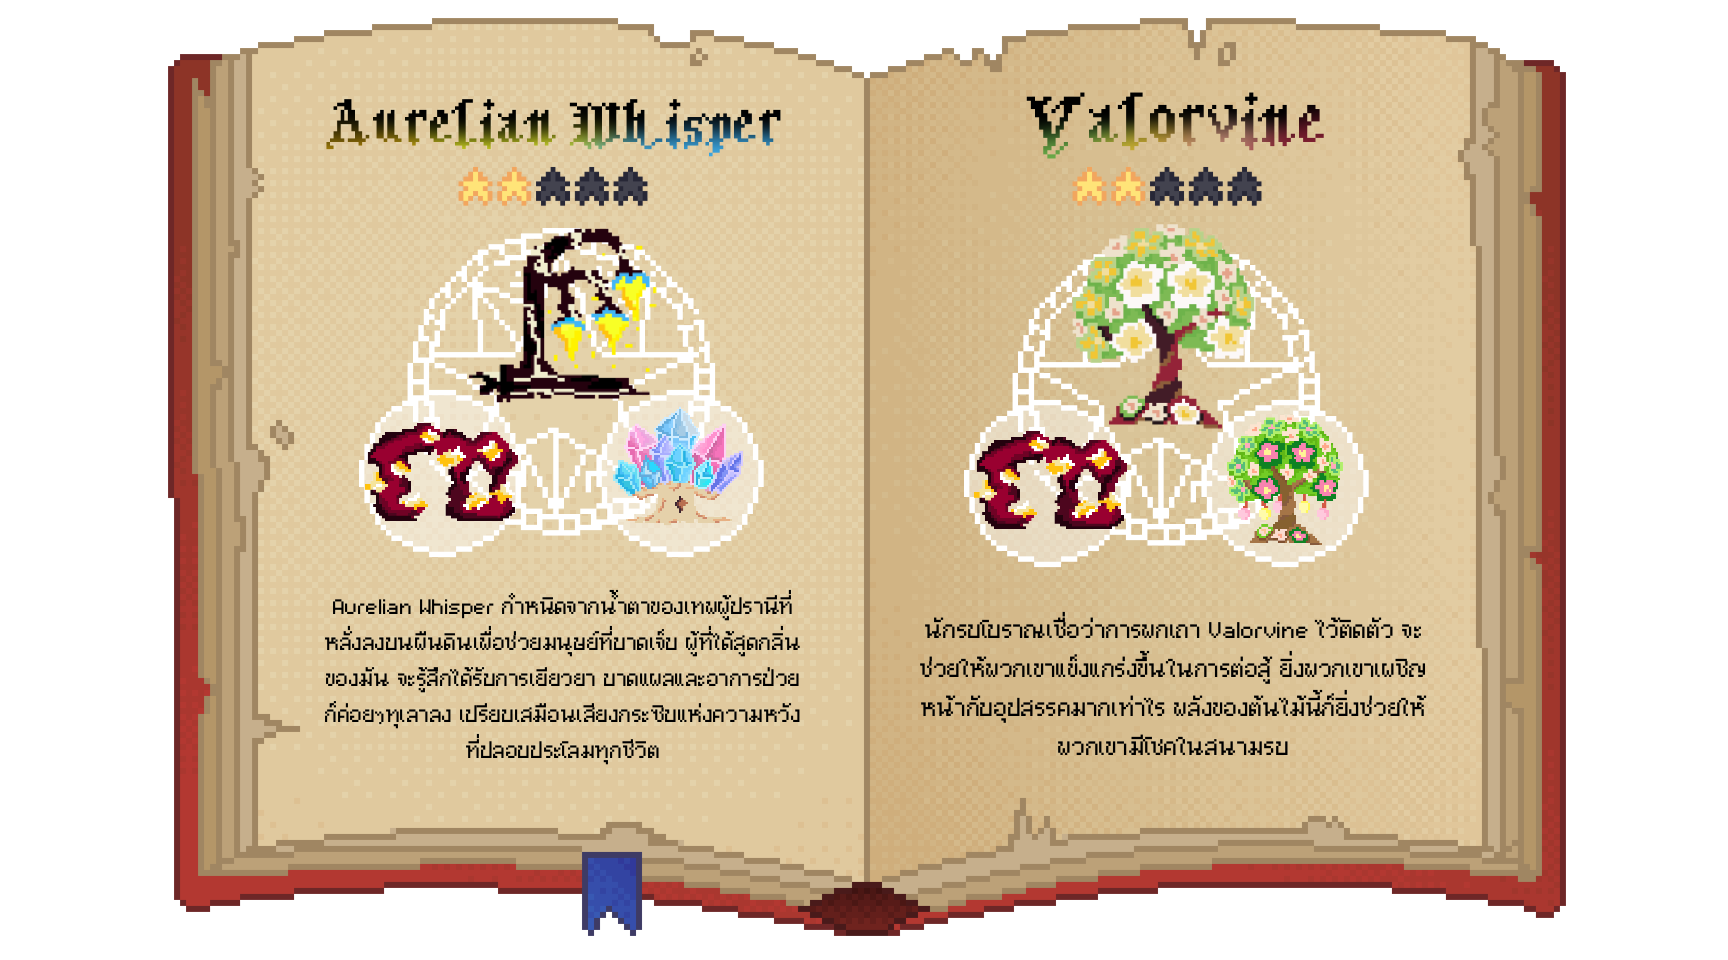 Aurelian Whisper
Aurelian Whisper กำหนิดจากน้ำตาของเทพผู้ปรานีที่
หลั่งลงบนผืนดินเพื่อช่วยมนุษย์ที่บาดเจ็บ ผู้ที่ได้สูดกลิ่น
ของมัน จะรู้สึกได้รับการเยียวยา บาดแผลและอาการป่วย
ก็ค่อยๆทุเลาลง เปรียบเสมือนเสียงกระซิบแห่งความหวัง
ที่ปลอบประโลมทุกชีวิต
Valorvine
นักรบโบราณเชื่อว่าการพกเถา Valorvine ไว้ติดตัว จะ
ช่วยให้พวกเขาแข็งแกร่งขึ้นในการต่อสู้ ยิ่งพวกเขาเผชิญ
หน้ากับอุปสรรคมากเท่าไร พลังของต้นไม้นี้ก็ยิ่งช่วยให้
พวกเขามีโชคในสนามรบ